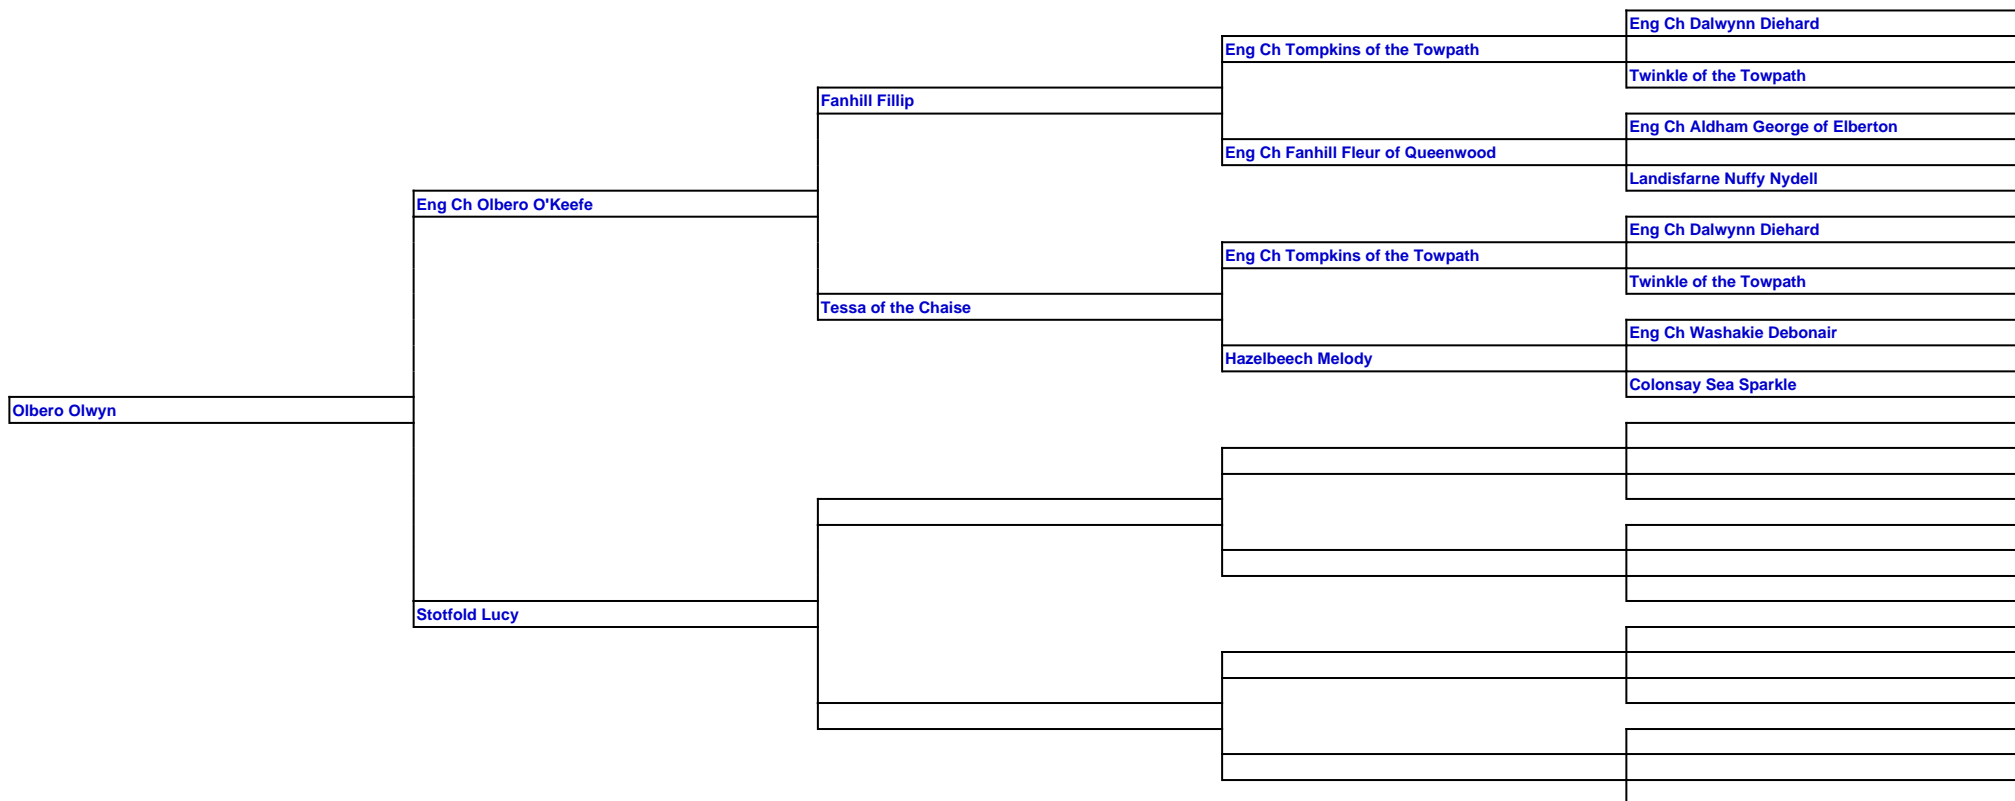 Eng Ch Dalwynn Diehard
Eng Ch Tompkins of the Towpath
Twinkle of the Towpath
Fanhill Fillip
Eng Ch Aldham George of Elberton
Eng Ch Fanhill Fleur of Queenwood
Landisfarne Nuffy Nydell
Eng Ch Olbero O'Keefe
Eng Ch Dalwynn Diehard
Eng Ch Tompkins of the Towpath
Twinkle of the Towpath
Tessa of the Chaise
Eng Ch Washakie Debonair
Hazelbeech Melody
Colonsay Sea Sparkle
Olbero Olwyn
Stotfold Lucy